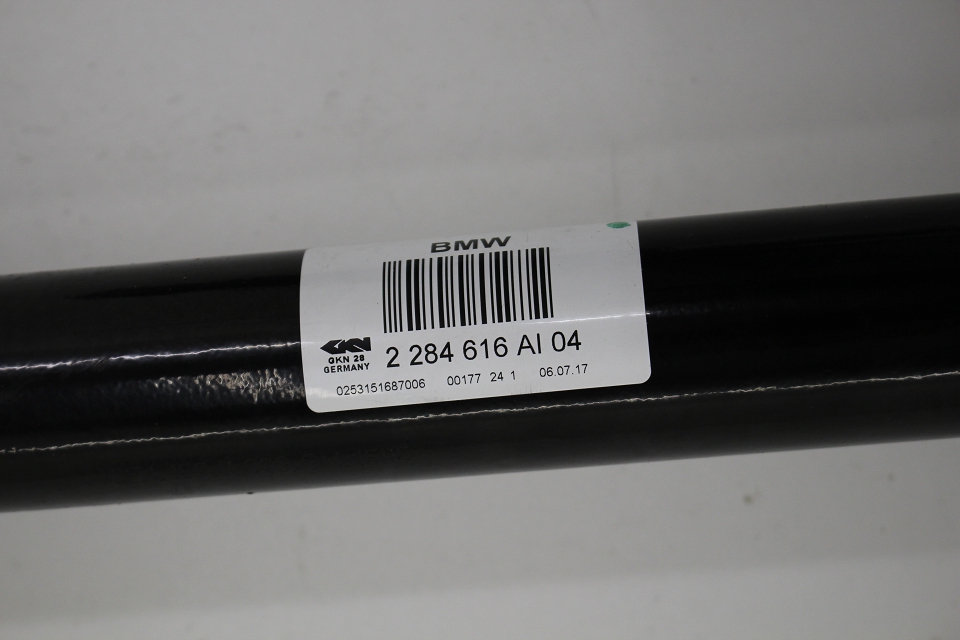 BMW
GKN
GKN 28
GERMANY
2 284 616 AI 04
0253151687006 00177 24 1 06.07.17